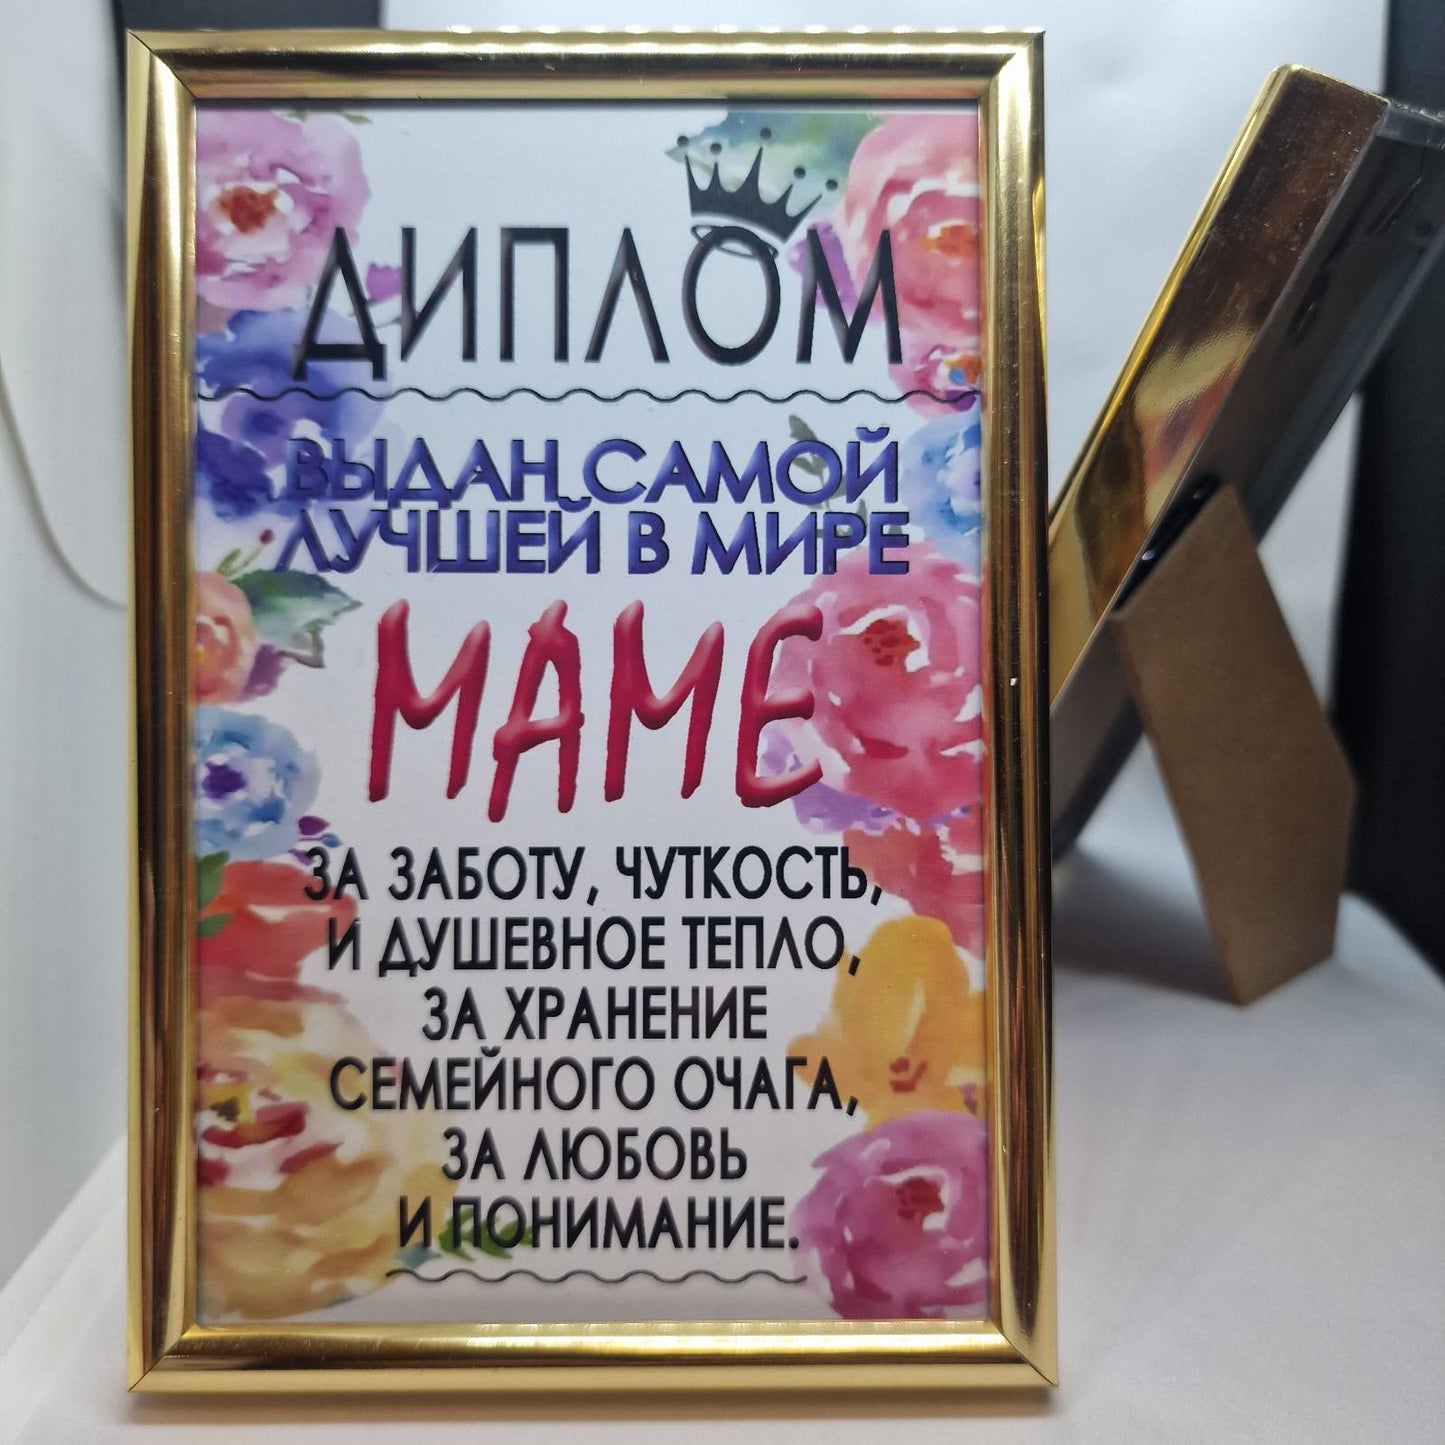 ДИПЛОМ
ВЫДАН САМОЙ
ЛУЧШЕЙ В МИРЕ
МАМЕ
ЗА ЗАБОТУ, ЧУТКОСТЬ,
И ДУШЕВНОЕ ТЕПЛО,
ЗА ХРАНЕНИЕ
СЕМЕЙНОГО ОЧАГА,
ЗА ЛЮБОВЬ
И ПОНИМАНИЕ.